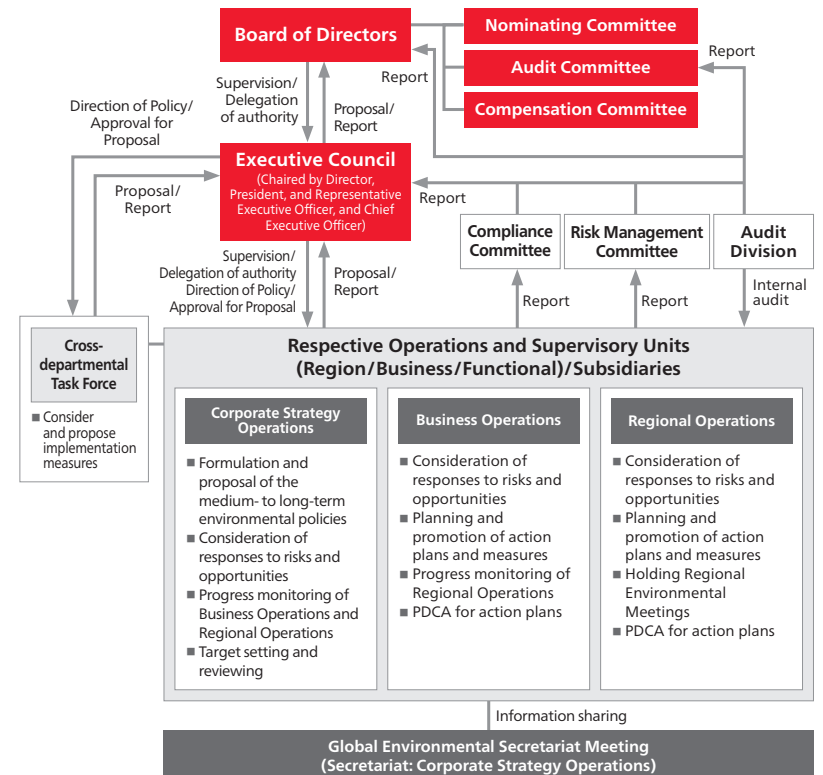 Board of Directors
Nominating Committee
Audit Committee
Compensation Committee
Report
Report
Supervision/
Delegation
of authority
Proposal/
Report
Direction of Policy/
Approval for
Proposal
Executive Council
(Chaired by Director,
President, and Representative
Executive Officer, and Chief
Executive Officer)
Proposal/
Report
Report
Compliance
Committee
Risk Management
Committee
Audit
Division
Supervision/
Delegation of authority
Direction of Policy/
Approval for Proposal
Proposal/
Report
Report
Report
Internal
audit
Cross-
departmental
Task Force
■ Consider
and propose
implementation
measures
Respective Operations and Supervisory Units
(Region/Business/Functional)/Subsidiaries
Corporate Strategy
Operations
■ Formulation and
proposal of the
medium- to long-term
environmental policies
■ Consideration of
responses to risks and
opportunities
■ Progress monitoring of
Business Operations and
Regional Operations
■ Target setting and
reviewing
Business Operations
■ Consideration of
responses to risks and
opportunities
■ Planning and
promotion of action
plans and measures
■ Progress monitoring of
Regional Operations
■ PDCA for action plans
Regional Operations
■ Consideration of
responses to risks and
opportunities
■ Planning and
promotion of action
plans and measures
■ Holding Regional
Environmental
Meetings
■ PDCA for action plans
Information sharing
Global Environmental Secretariat Meeting
(Secretariat: Corporate Strategy Operations)